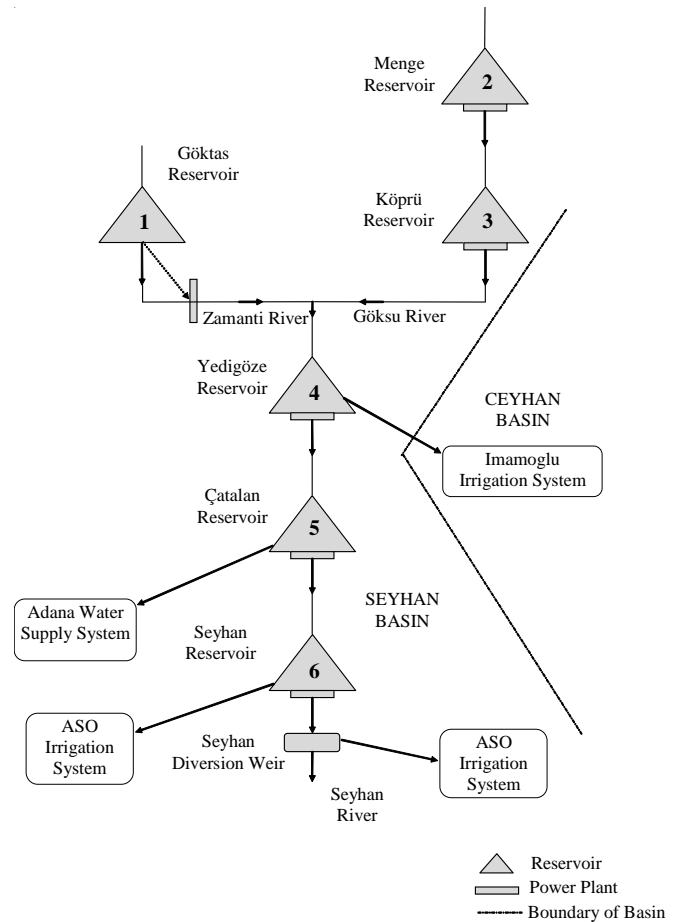 Menge
Reservoir
2
Göktas
Reservoir
1
Köprü
Reservoir
3
Zamanti River
Göksu River
Yedigöze
Reservoir
4
CEYHAN
BASIN
Imamoglu
Irrigation System
Çatalan
Reservoir
5
Adana Water
Supply System
SEYHAN
BASIN
Seyhan
Reservoir
6
ASO
Irrigation
System
Seyhan
Diversion Weir
ASO
Irrigation
System
Seyhan
River
Reservoir
Power Plant
Boundary of Basin